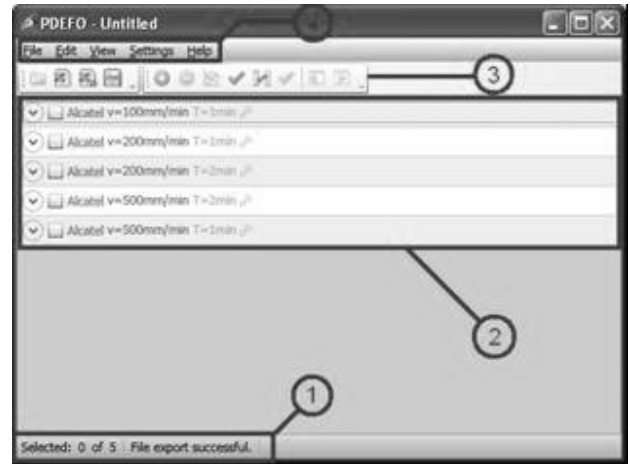 PDEFO - Untitled
4
File Edit View Settings Help
3
Alcatel v=100mm/min T=1min
Alcatel v=200mm/min T=1min
Alcatel v=200mm/min T=2min
Alcatel v=500mm/min T=2min
Alcatel v=500mm/min T=1min
2
1
Selected: 0 of 5 File export successful.